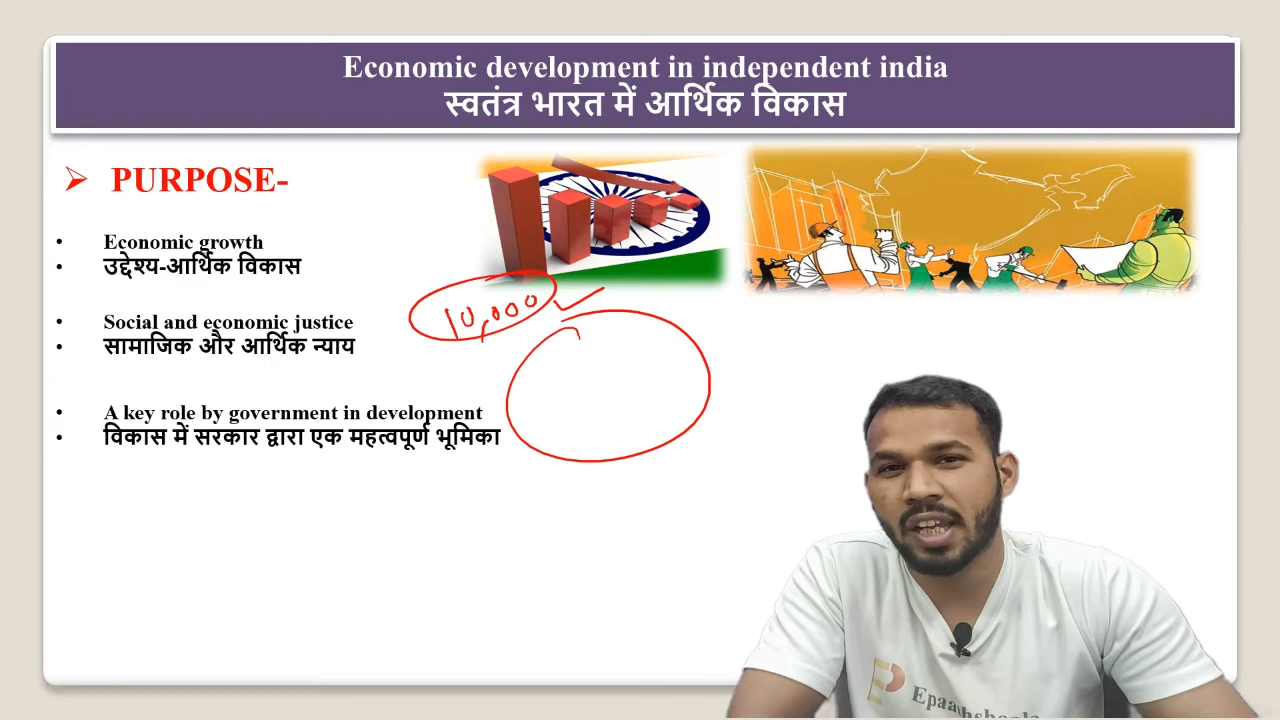 Economic development in independent india
स्वतंत्र भारत में आर्थिक विकास
PURPOSE-
Economic growth
उद्देश्य-आर्थिक विकास
10,000
Social and economic justice
सामाजिक और आर्थिक न्याय
A key role by government in development
विकास में सरकार द्वारा एक महत्वपूर्ण भूमिका